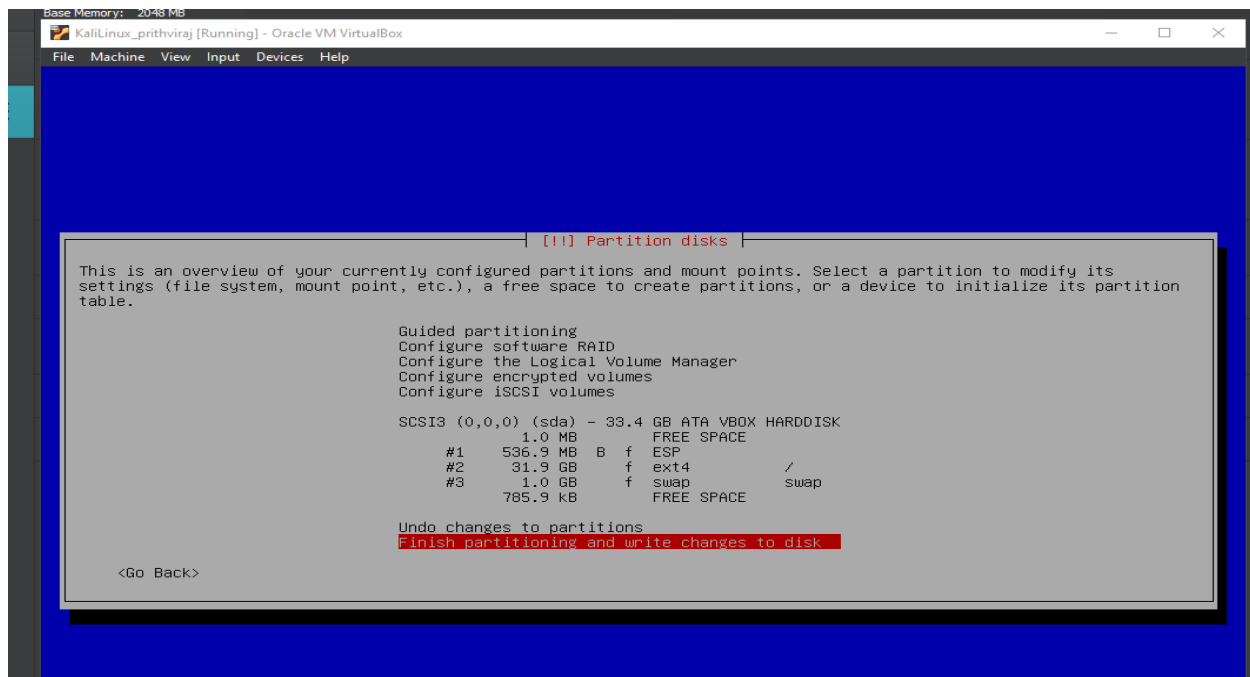 Base Memory: 2048 MB
KaliLinux_prithviraj [Running] - Oracle VM VirtualBox
File Machine View Input Devices Help
[!!] Partition disks
This is an overview of your currently configured partitions and mount points. Select a partition to modify its
settings (file system, mount point, etc.), a free space to create partitions, or a device to initialize its partition
table.
Guided partitioning
Configure software RAID
Configure the Logical Volume Manager
Configure encrypted volumes
Configure iSCSI volumes
SCSI3 (0,0,0) (sda) - 33.4 GB ATA VBOX HARDDISK
1.0 MB FREE SPACE
#1 536.9 MB B f ESP
#2 31.9 GB f ext4 /
#3 1.0 GB f swap swap
785.9 kB FREE SPACE
Undo changes to partitions
Finish partitioning and write changes to disk
<Go Back>